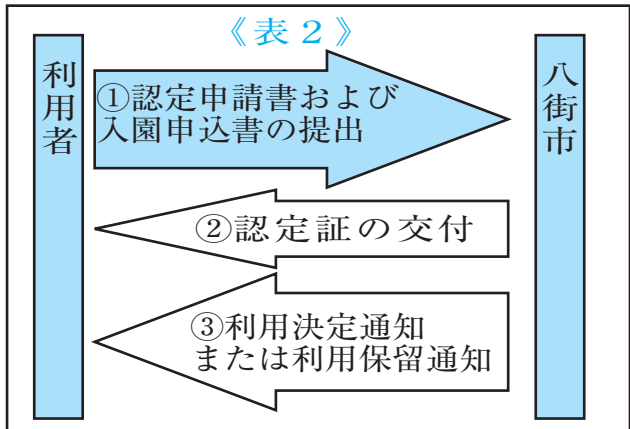 《表２》
利用者
①認定申請書および
入園申込書の提出
②認定証の交付
③利用決定通知
または利用保留通知
八街市